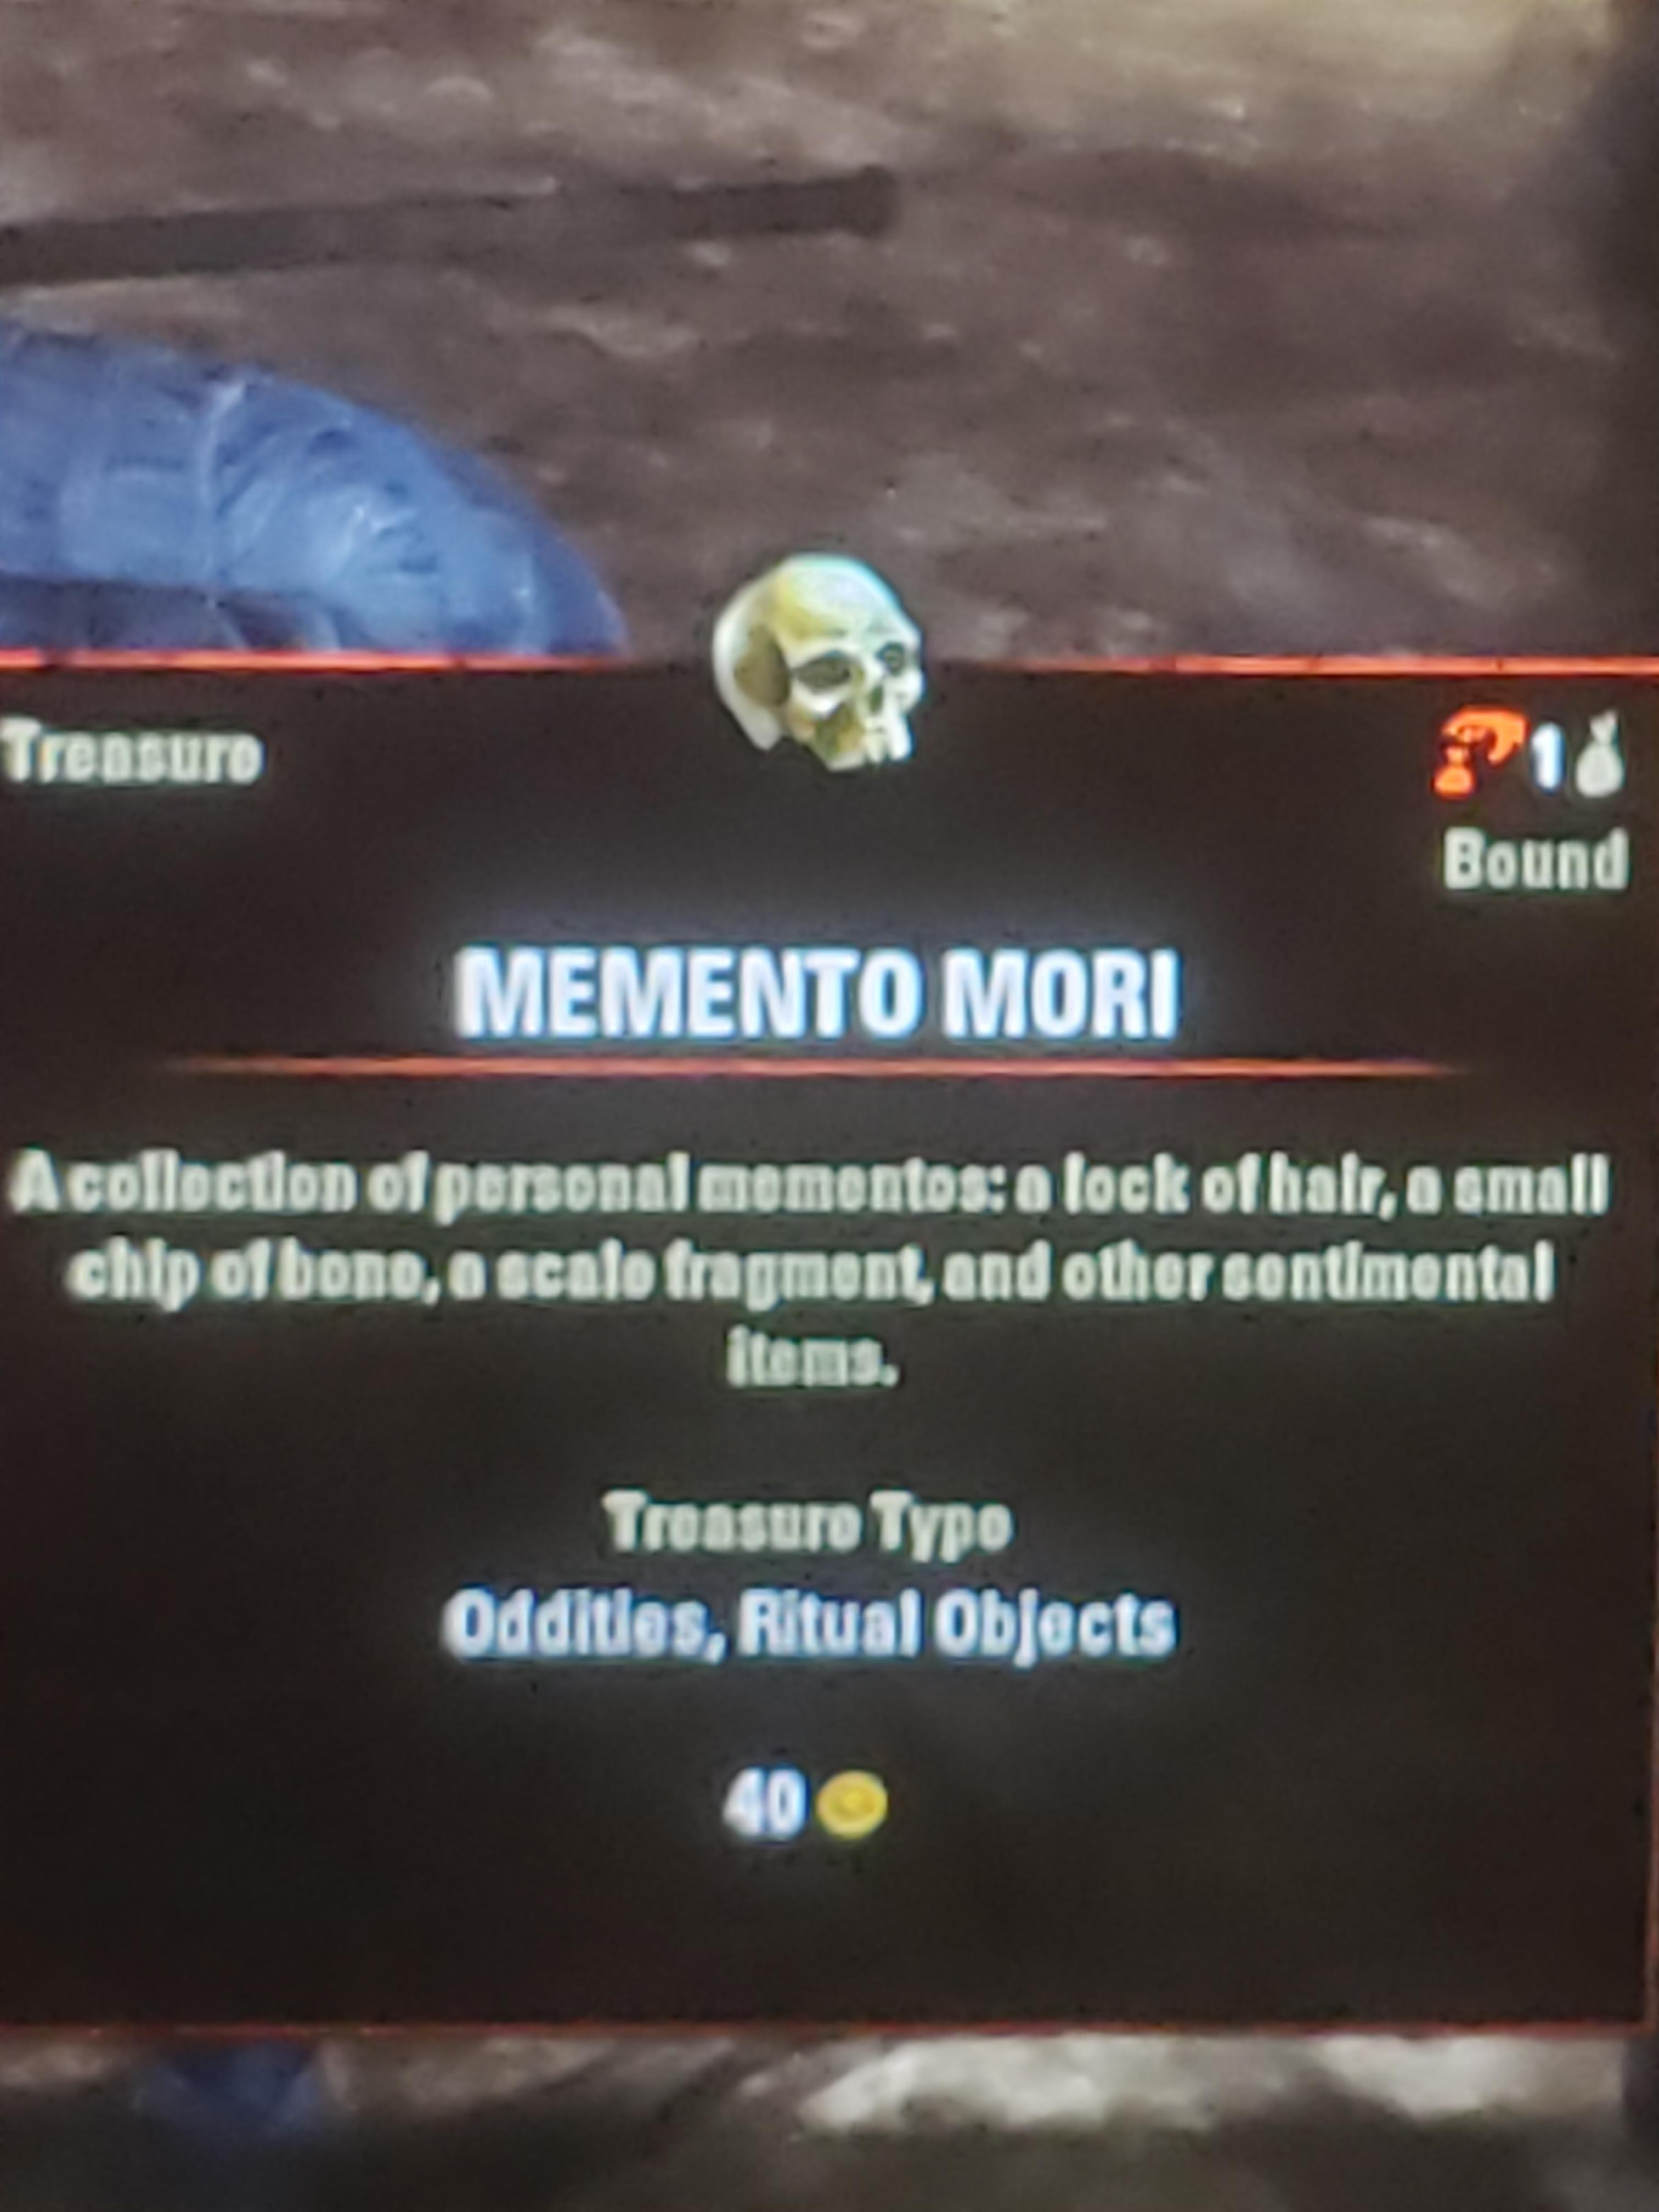 Treasure
1
Bound
MEMENTO MORI
A collection of personal mementos: a lock of hair, a small
chip of bone, a scale fragment, and other sentimental
items.
Treasure Type
Oddities, Ritual Objects
40